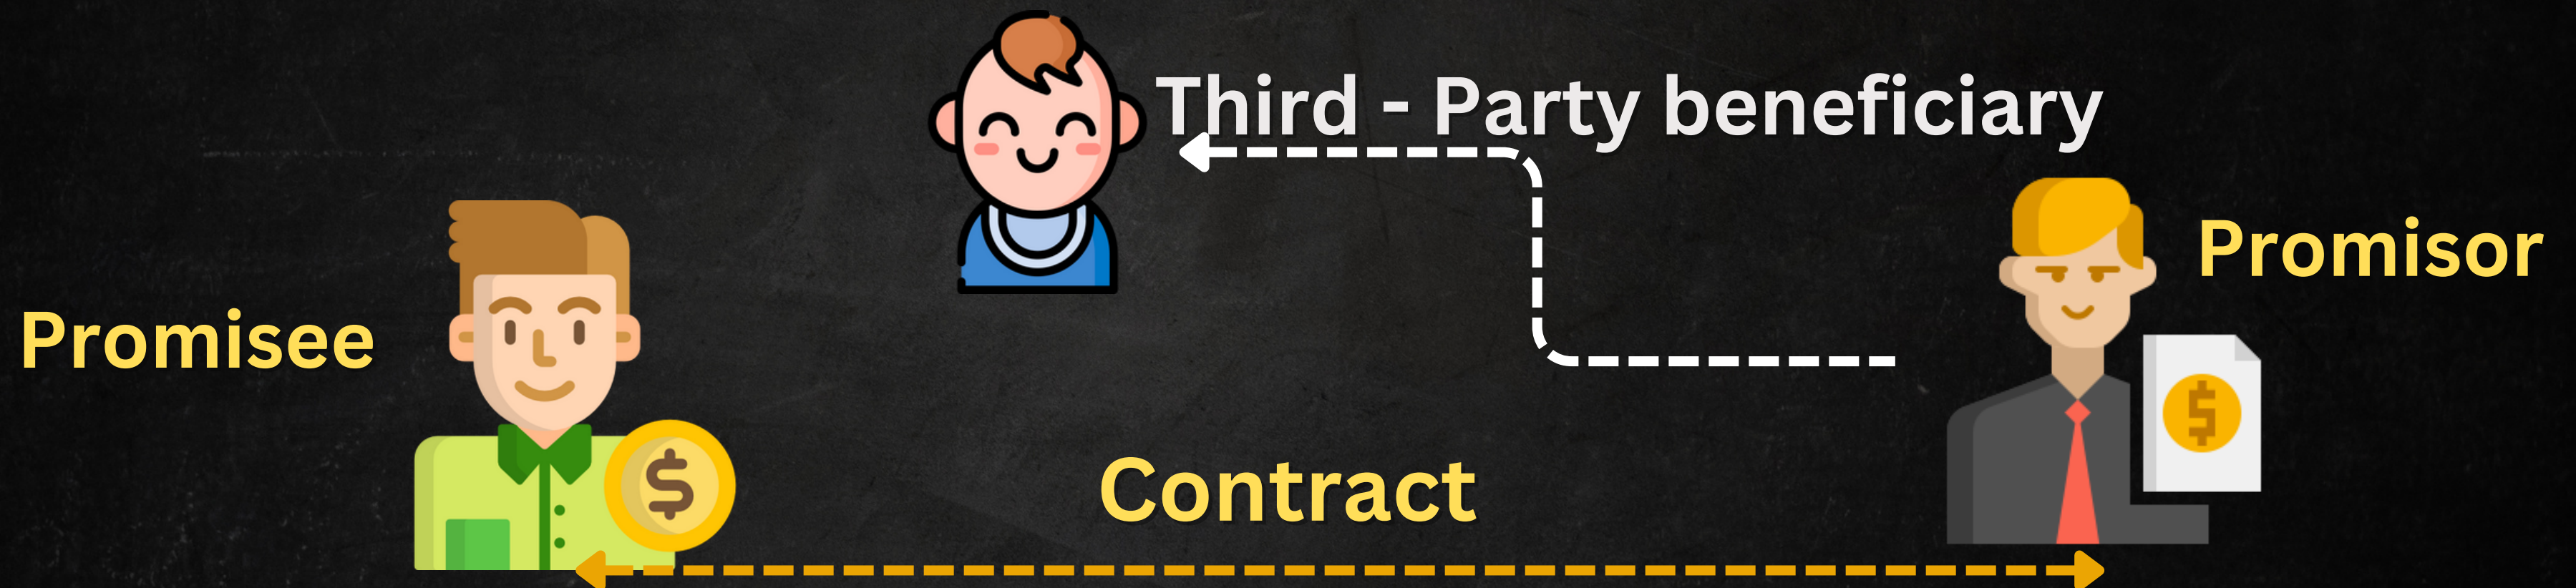 Third - Party beneficiary
Promisor
Promisee
$
$
Contract